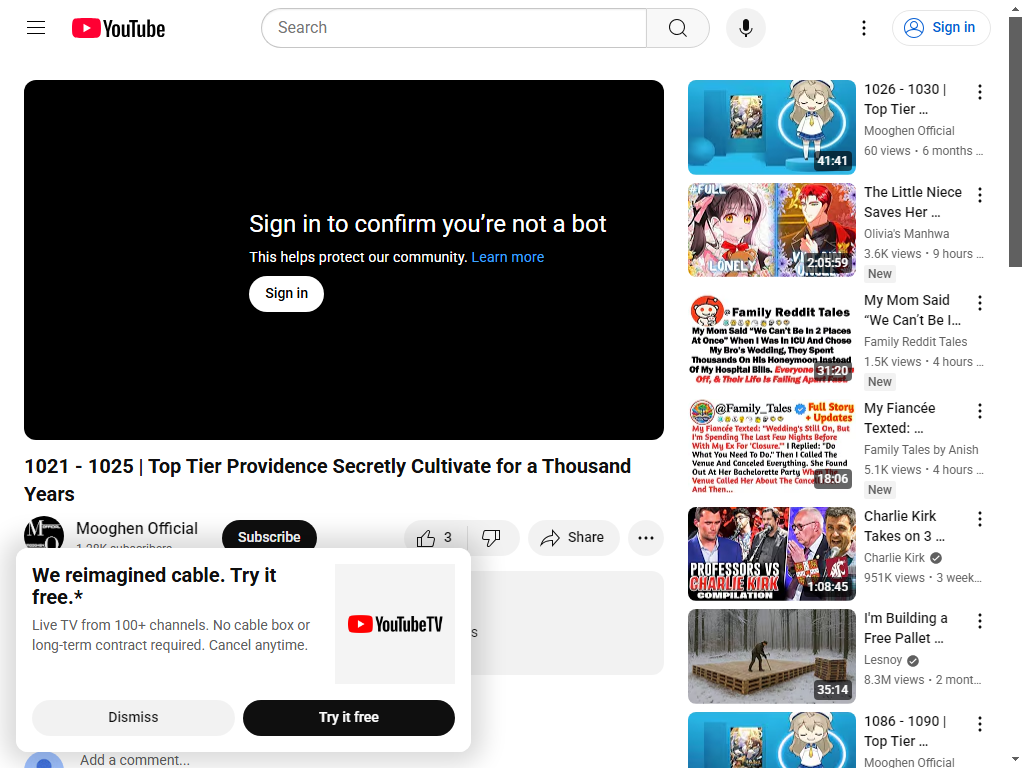 YouTube
Search
Sign in
Sign in to confirm you're not a bot
This helps protect our community. Learn more
Sign in
1021 - 1025 | Top Tier Providence Secretly Cultivate for a Thousand
Years
Mooghen Official
Subscribe
3
Share
We reimagined cable. Try it
free.*
Live TV from 100+ channels. No cable box or
long-term contract required. Cancel anytime.
YouTubeTV
Dismiss
Try it free
Add a comment...
1026 - 1030 |
Top Tier ...
Mooghen Official
60 views • 6 months ...
41:41
#FULL
LONELY
2:05:59
The Little Niece
Saves Her ...
Olivia's Manhwa
3.6K views • 9 hours ...
New
Family Reddit Tales
My Mom Said "We Can't Be In 2 Places
At Once" When I Was In ICU And Chose
My Bro's Wedding, They Spent
Thousands On His Honeymoon Instead
Of My Hospital Bills. Everyone
Off, & Their Life Is Falling Apart Fast.
31:20
My Mom Said
“We Can't Be I...
Family Reddit Tales
1.5K views • 4 hours ...
New
@Family_Tales Full Story
+ Updates
My Fiancée Texted: "Wedding's Still On, But
I'm Spending The Last Few Nights Before
With My Ex For 'Closure.'" I Replied: "Do
What You Need To Do." Then I Called The
Venue And Canceled Everything. She Found
Out At Her Bachelorette Party When The
Venue Called Her About The
And Then...
18:06
My Fiancée
Texted: ...
Family Tales by Anish
5.1K views • 4 hours ...
New
PROFESSORS VS
CHARLIE KIRK
COMPILATION
1:08:45
Charlie Kirk
Takes on 3 ...
Charlie Kirk
951K views • 3 week...
35:14
I'm Building a
Free Pallet ...
Lesnoy
8.3M views • 2 mont...
1086 - 1090 |
Top Tier ...
Mooghen Official